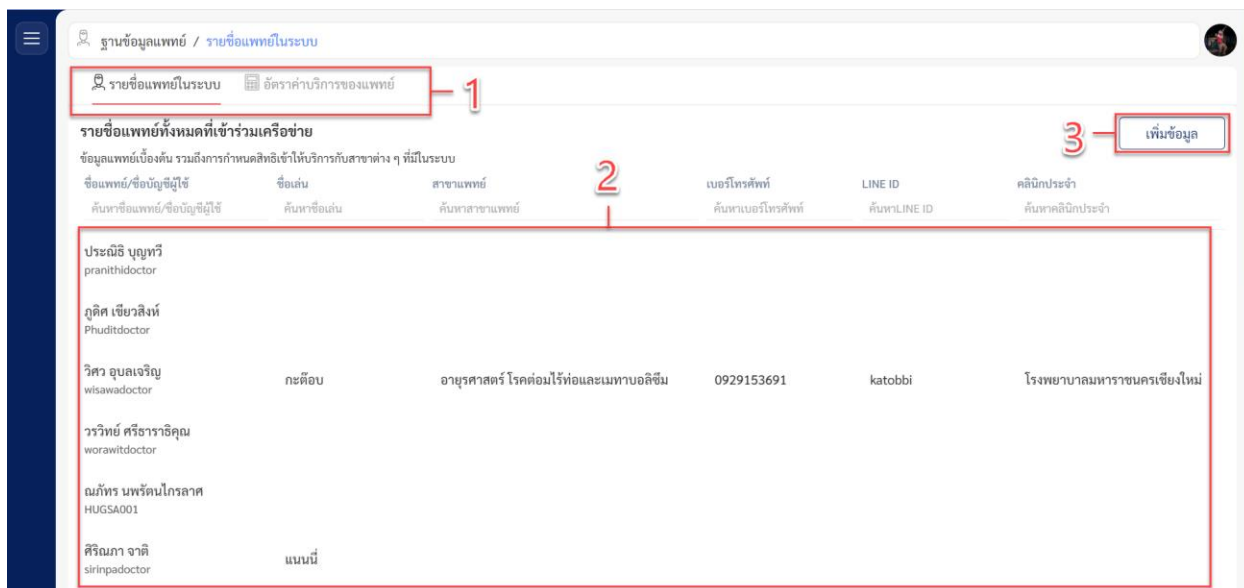 ฐานข้อมูลแพทย์ / รายชื่อแพทย์ในระบบ
รายชื่อแพทย์ในระบบ อัตราค่าบริการของแพทย์
1
รายชื่อแพทย์ทั้งหมดที่เข้าร่วมเครือข่าย
3
เพิ่มข้อมูล
ข้อมูลแพทย์เบื้องต้น รวมถึงการกำหนดสิทธิเข้าให้บริการกับสาขาต่าง ๆ ที่มีในระบบ
2
ชื่อแพทย์/ชื่อบัญชีผู้ใช้ ชื่อเล่น สาขาแพทย์ เบอร์โทรศัพท์ LINE ID คลินิกประจำ
ค้นหาชื่อแพทย์/ชื่อบัญชีผู้ใช้ ค้นหาชื่อเล่น ค้นหาสาขาแพทย์ ค้นหาเบอร์โทรศัพท์ ค้นหาLINE ID ค้นหาคลินิกประจำ
ประณิธิ บุญทวี
pranithidoctor
ภูดิศ เขียวสิงห์
Phuditdoctor
วิศว อุบลเจริญ
wisawadoctor
กะต๊อบ อายุรศาสตร์ โรคต่อมไร้ท่อและเมทาบอลิซึม 0929153691 katobbi โรงพยาบาลมหาราชนครเชียงใหม่
วรวิทย์ ศรีธาราธิคุณ
worawitdoctor
ณภัทร นพรัตนไกรลาศ
HUGSA001
ศิริณภา จาติ
sirinpadoctor
แนนนี่